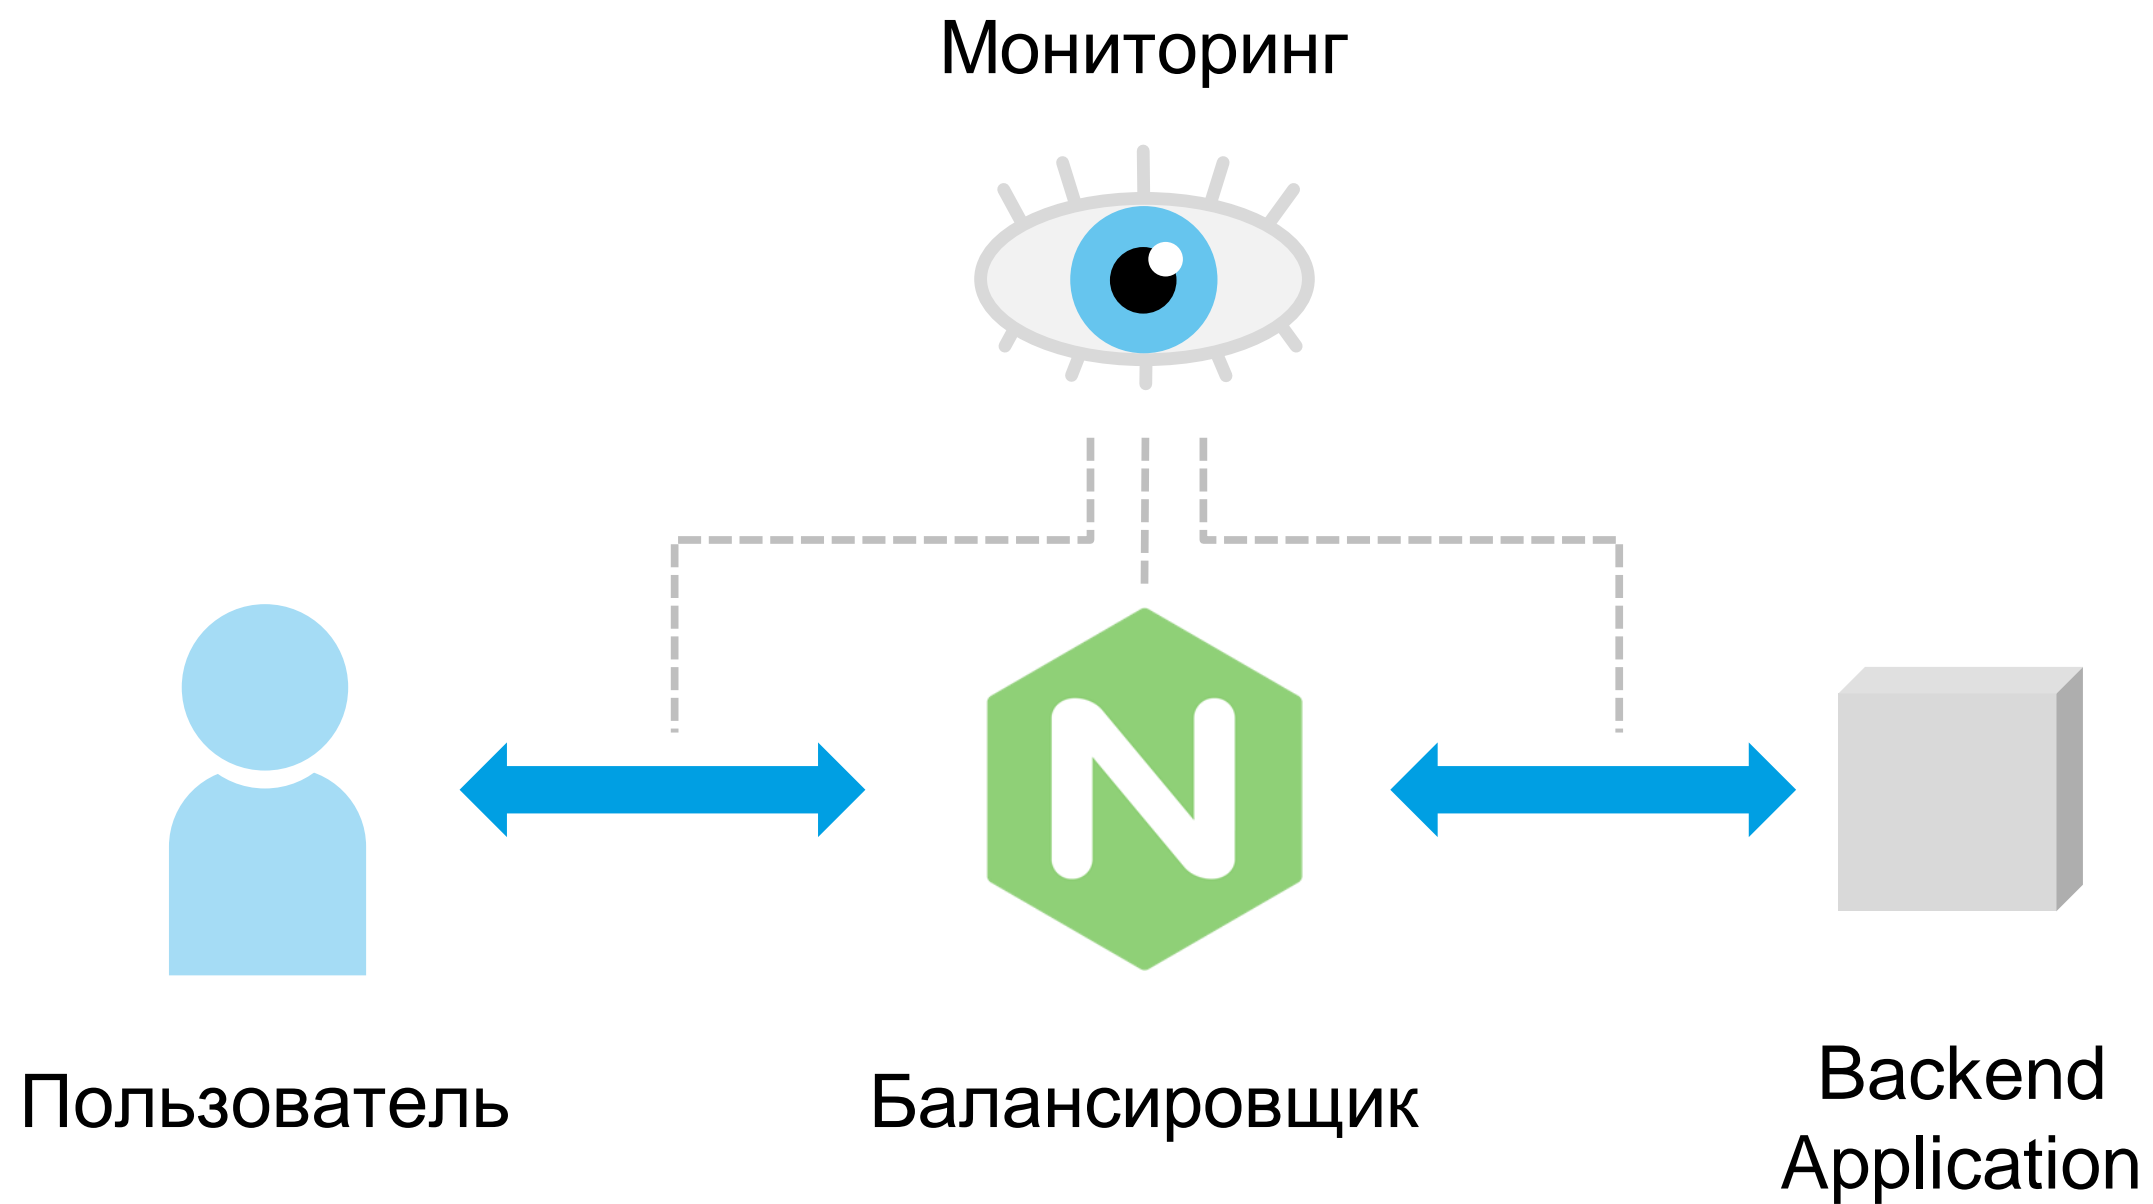 Мониторинг
Пользователь
Балансировщик
Backend
Application